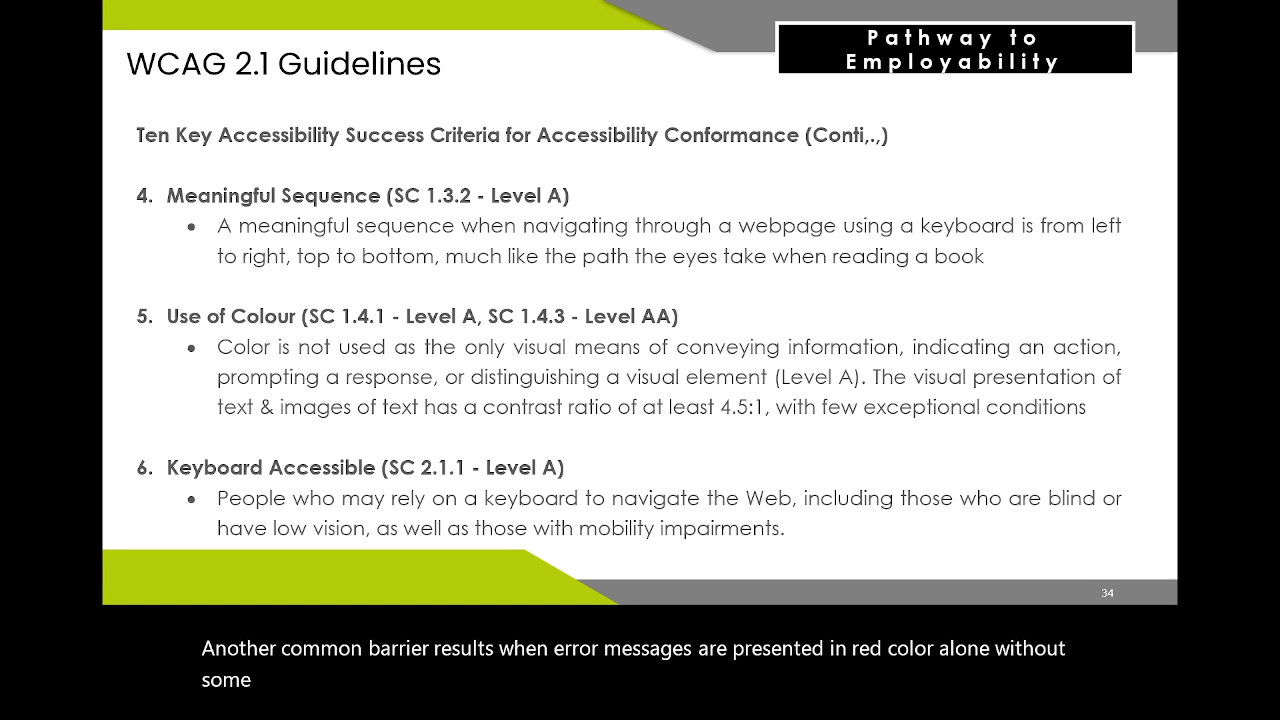 Pathway to
Employability
WCAG 2.1 Guidelines
Ten Key Accessibility Success Criteria for Accessibility Conformance (Conti,.,)
4. Meaningful Sequence (SC 1.3.2 - Level A)
• A meaningful sequence when navigating through a webpage using a keyboard is from left
to right, top to bottom, much like the path the eyes take when reading a book
5. Use of Colour (SC 1.4.1 - Level A, SC 1.4.3 - Level AA)
• Color is not used as the only visual means of conveying information, indicating an action,
prompting a response, or distinguishing a visual element (Level A). The visual presentation of
text & images of text has a contrast ratio of at least 4.5:1, with few exceptional conditions
6. Keyboard Accessible (SC 2.1.1 - Level A)
• People who may rely on a keyboard to navigate the Web, including those who are blind or
have low vision, as well as those with mobility impairments.
34
Another common barrier results when error messages are presented in red color alone without
some